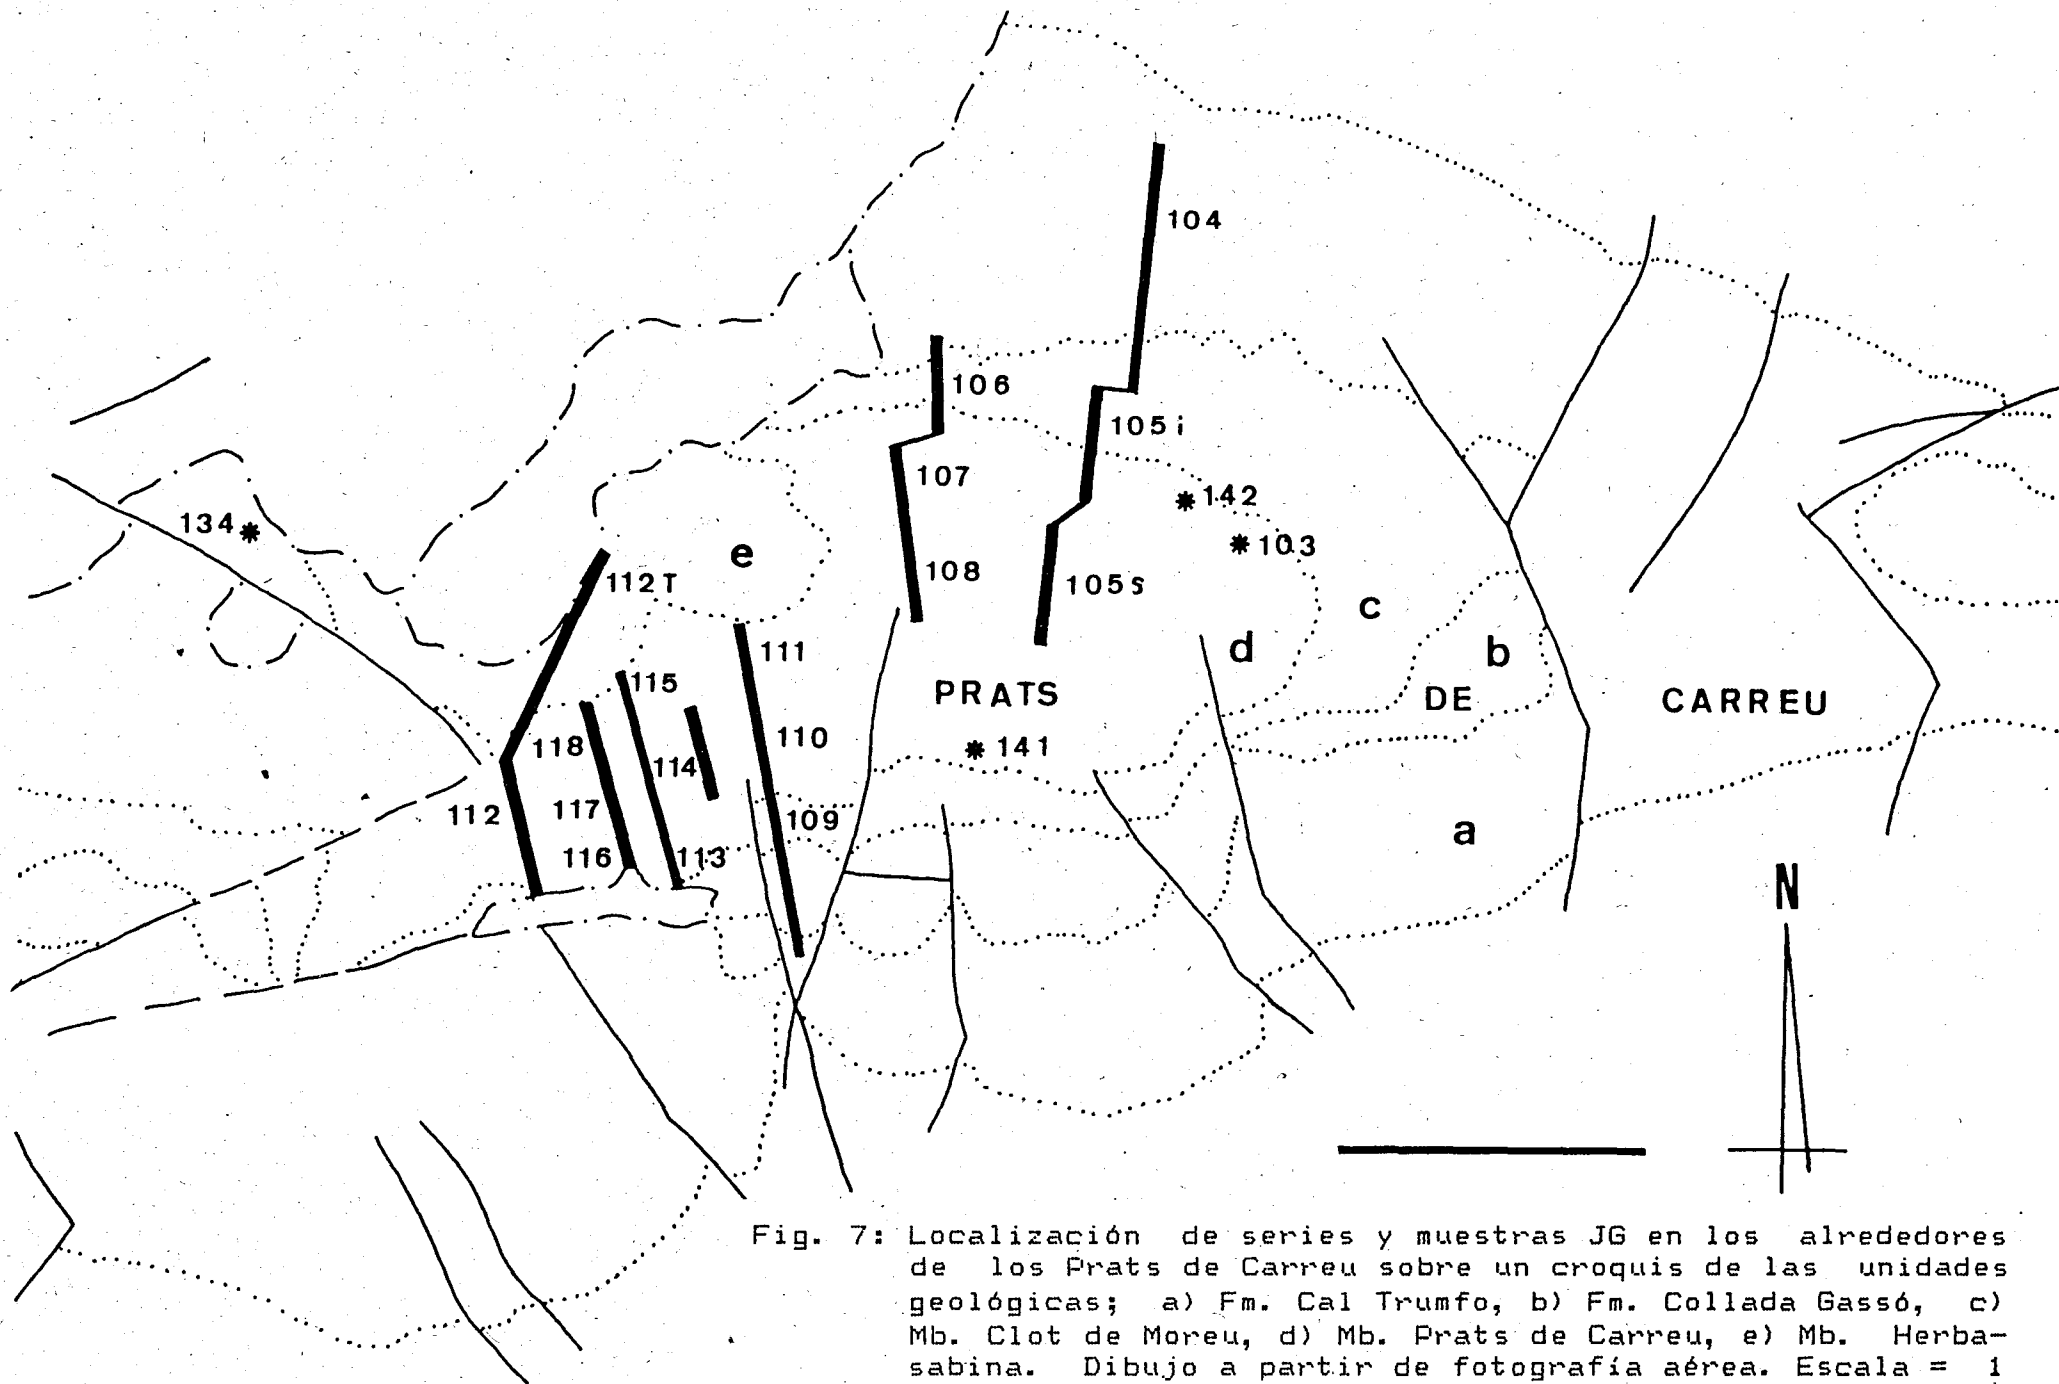 104
106
105i
107
142
134
103
e
112T
108
105s
c
111
d
b
115
PRATS
DE
CARREU
118
110
141
114
112
117
109
a
116
113
N
Fig. 7: Localización de series y muestras JG en los alrededores
de los Prats de Carreu sobre un croquis de las unidades
geológicas; a) Fm. Cal Trumfo, b) Fm. Collada Gassó, c)
Mb. Clot de Moreu, d) Mb. Prats de Carreu, e) Mb. Herba-
sabina. Dibujo a partir de fotografía aérea. Escala = 1